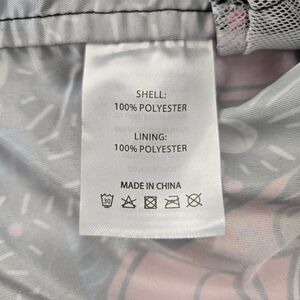 SHELL:
100% POLYESTER
LINING:
100% POLYESTER
MADE IN CHINA
30